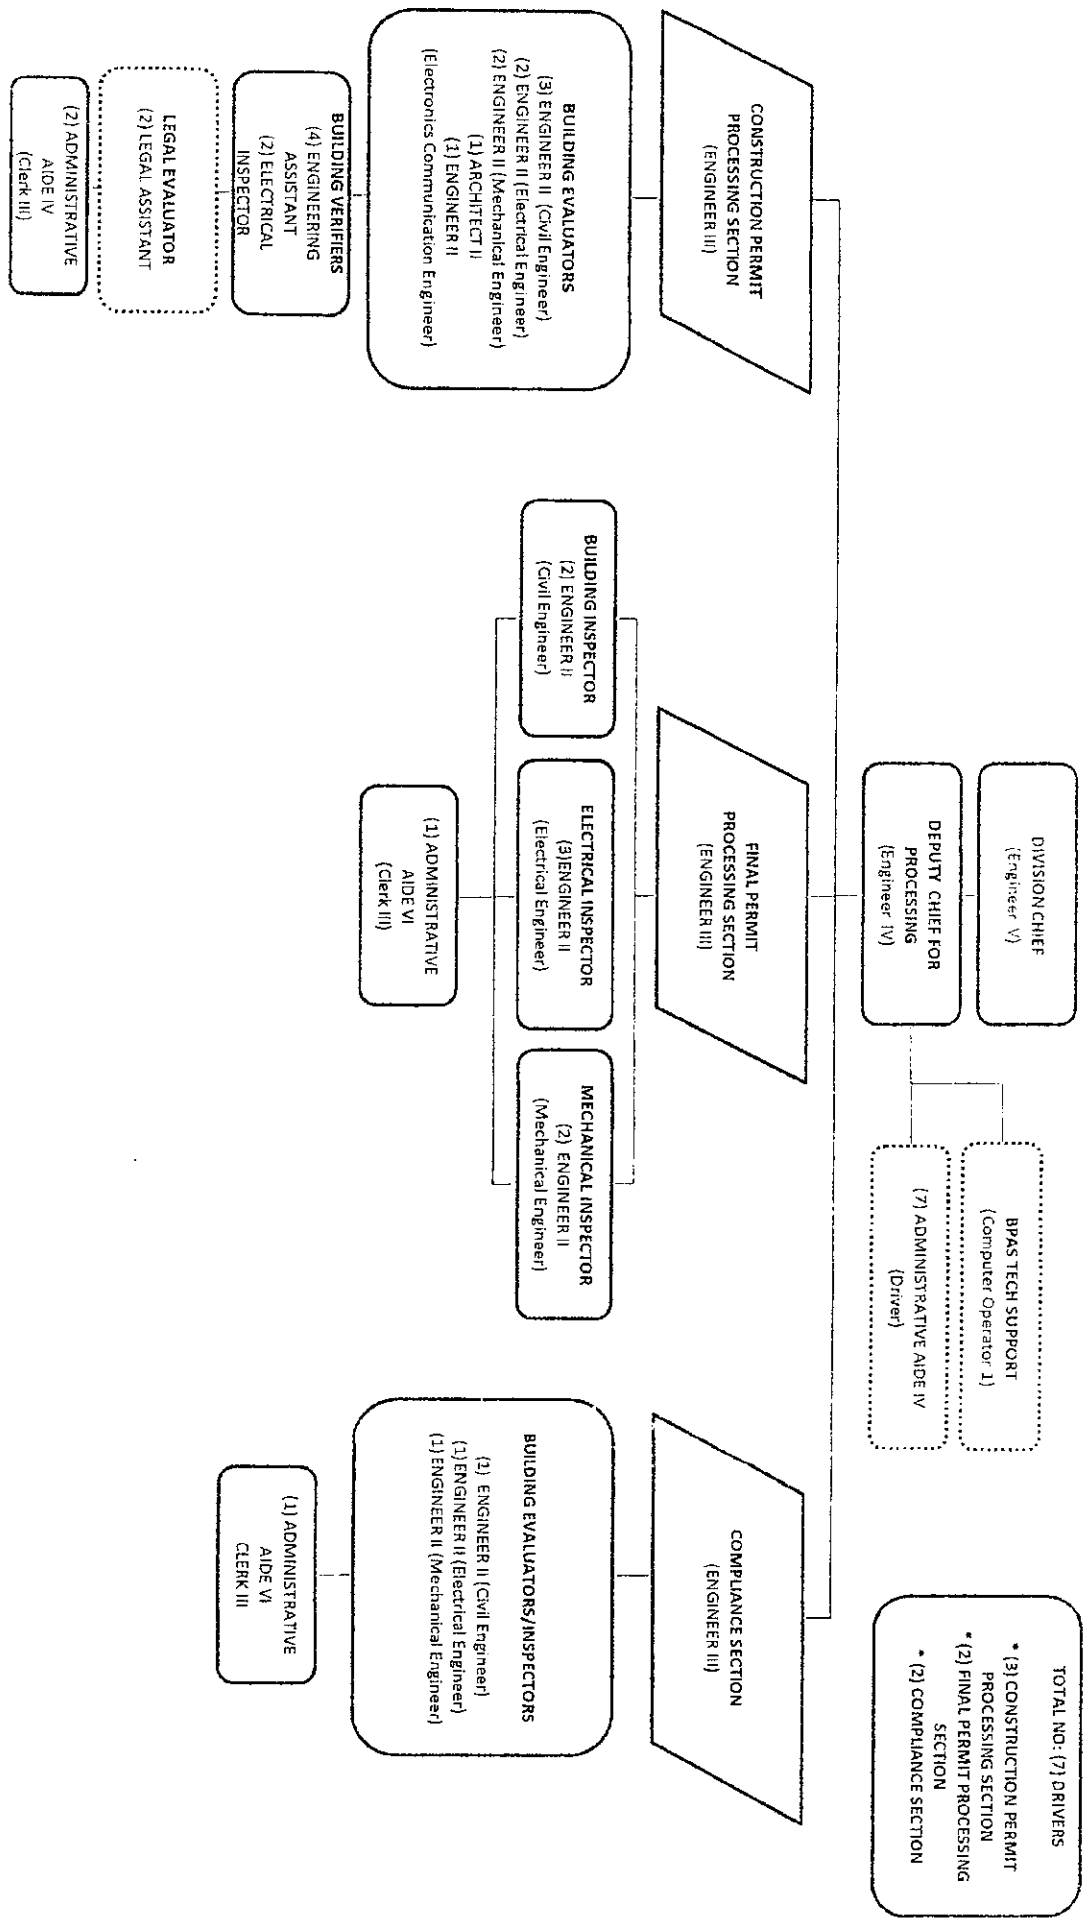 DIVISION CHIEF
(Engineer V)
DEPUTY CHIEF FOR
PROCESSING
(Engineer IV)
BPAS TECH SUPPORT
(Computer Operator 1)
(7) ADMINISTRATIVE AIDE IV
(Driver)
TOTAL NO: (7) DRIVERS
* (3) CONSTRUCTION PERMIT
PROCESSING SECTION
* (2) FINAL PERMIT PROCESSING
SECTION
* (2) COMPLIANCE SECTION
CONSTRUCTION PERMIT
PROCESSING SECTION
(ENGINEER III)
BUILDING EVALUATORS
(3) ENGINEER II (Civil Engineer)
(2) ENGINEER II (Electrical Engineer)
(2) ENGINEER II (Mechanical Engineer)
(1) ARCHITECT II
(1) ENGINEER II
(Electronics Communication Engineer)
BUILDING VERIFIERS
(4) ENGINEERING
ASSISTANT
(2) ELECTRICAL
INSPECTOR
LEGAL EVALUATOR
(2) LEGAL ASSISTANT
(2) ADMINISTRATIVE
AIDE IV
(Clerk III)
FINAL PERMIT
PROCESSING SECTION
(ENGINEER III)
BUILDING INSPECTOR
(2) ENGINEER II
(Civil Engineer)
ELECTRICAL INSPECTOR
(3)ENGINEER II
(Electrical Engineer)
MECHANICAL INSPECTOR
(2) ENGINEER II
(Mechanical Engineer)
(1) ADMINISTRATIVE
AIDE VI
(Clerk III)
COMPLIANCE SECTION
(ENGINEER III)
BUILDING EVALUATORS/INSPECTORS
(1) ENGINEER II (Civil Engineer)
(1) ENGINEER II (Electrical Engineer)
(1) ENGINEER II (Mechanical Engineer)
(1) ADMINISTRATIVE
AIDE VI
CLERK III